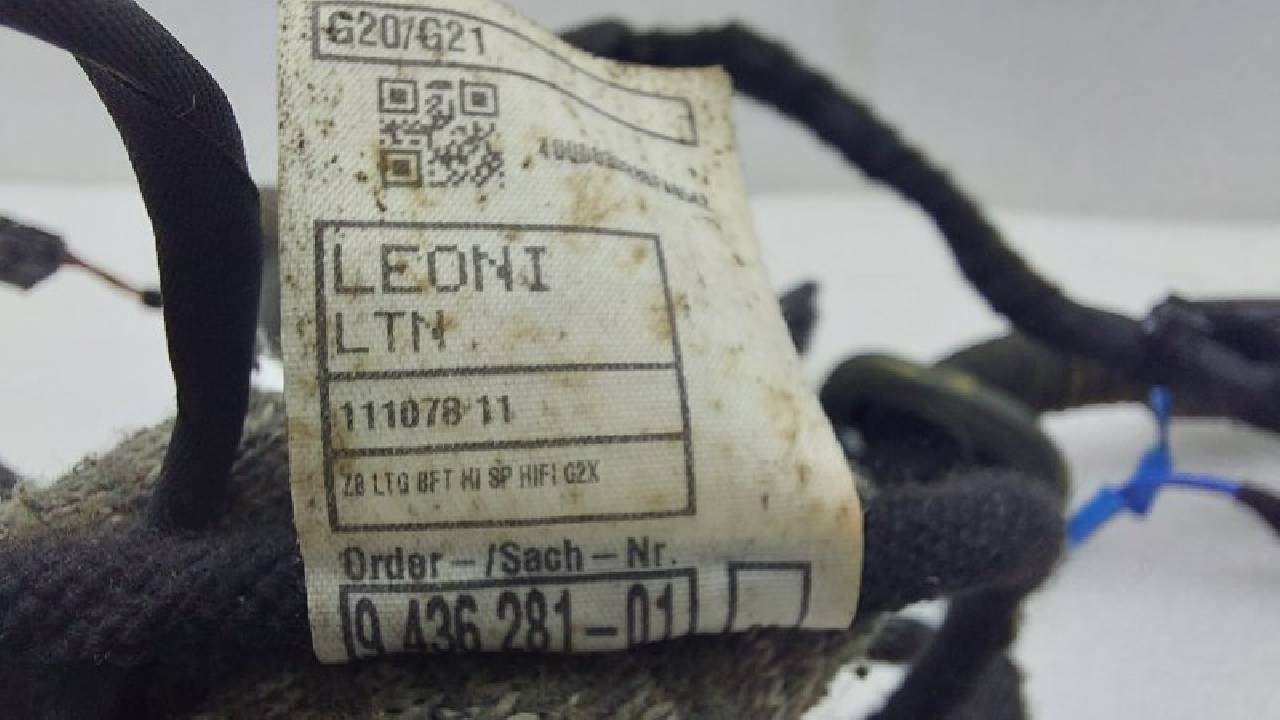 G20/G21
LEONI
LTN
111078 11
ZB LTG BFT HI SP HIFI G2X
Order-/Sach-Nr.
9 436 281-01